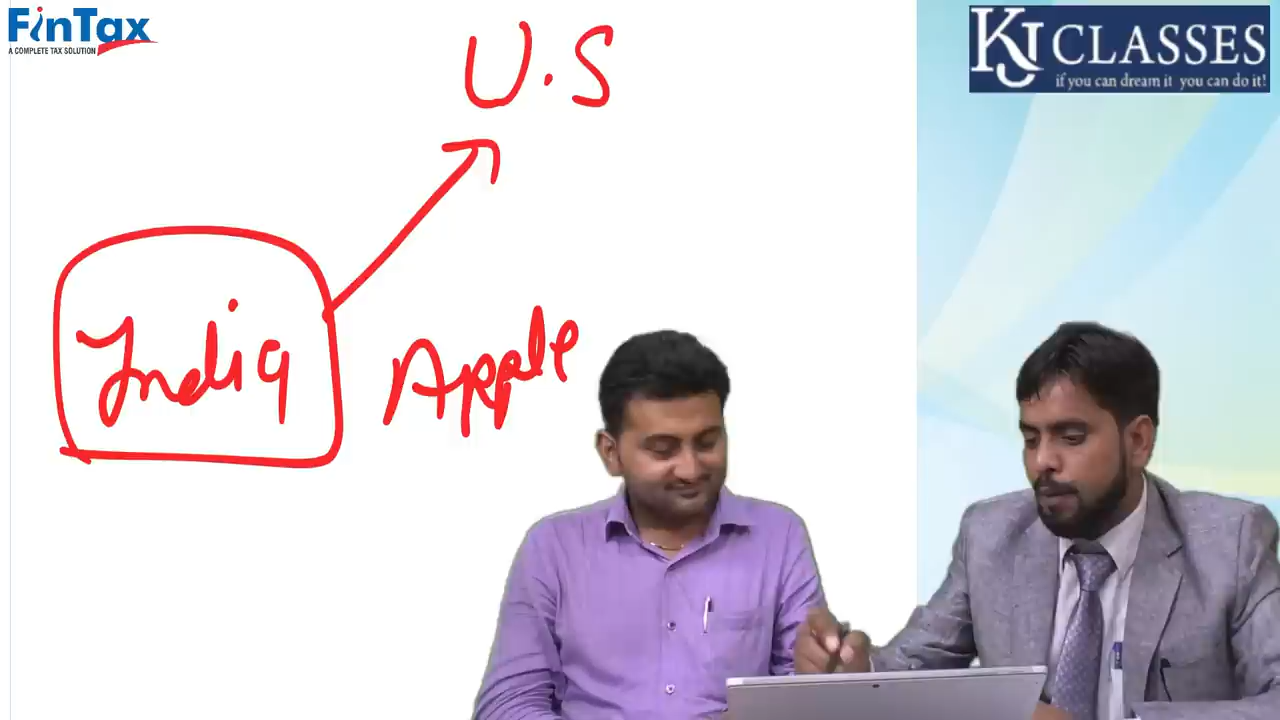 FinTax
A COMPLETE TAX SOLUTION
KJ CLASSES
if you can dream it you can do it!
U.S
India
Apple